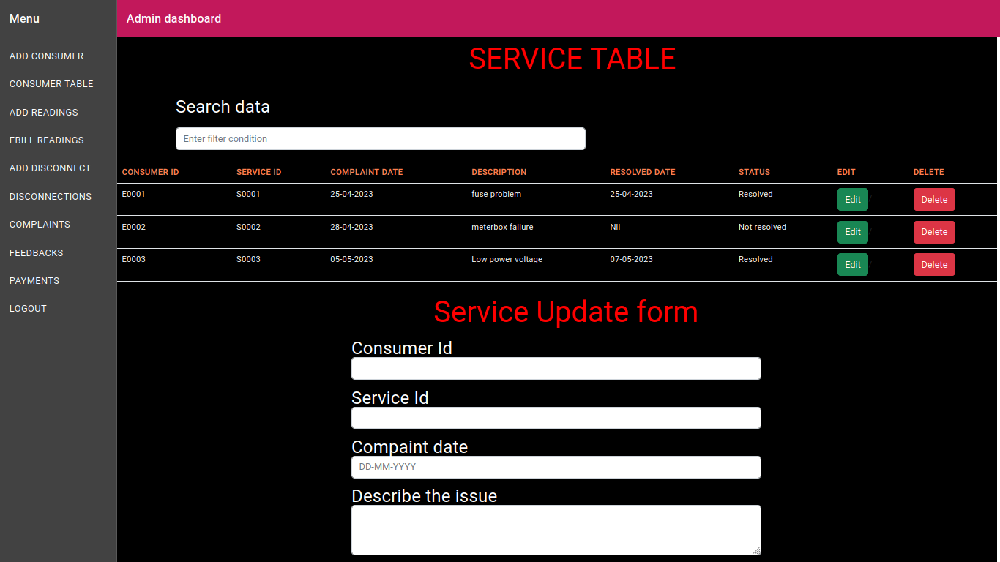 Menu
Admin dashboard
ADD CONSUMER
CONSUMER TABLE
ADD READINGS
EBILL READINGS
ADD DISCONNECT
DISCONNECTIONS
COMPLAINTS
FEEDBACKS
PAYMENTS
LOGOUT
SERVICE TABLE
Search data
Enter filter condition
CONSUMER ID SERVICE ID COMPLAINT DATE DESCRIPTION RESOLVED DATE STATUS EDIT DELETE
E0001 S0001 25-04-2023 fuse problem 25-04-2023 Resolved Edit Delete
E0002 S0002 28-04-2023 meterbox failure Nil Not resolved Edit Delete
E0003 S0003 05-05-2023 Low power voltage 07-05-2023 Resolved Edit Delete
Service Update form
Consumer Id
Service Id
Compaint date
DD-MM-YYYY
Describe the issue